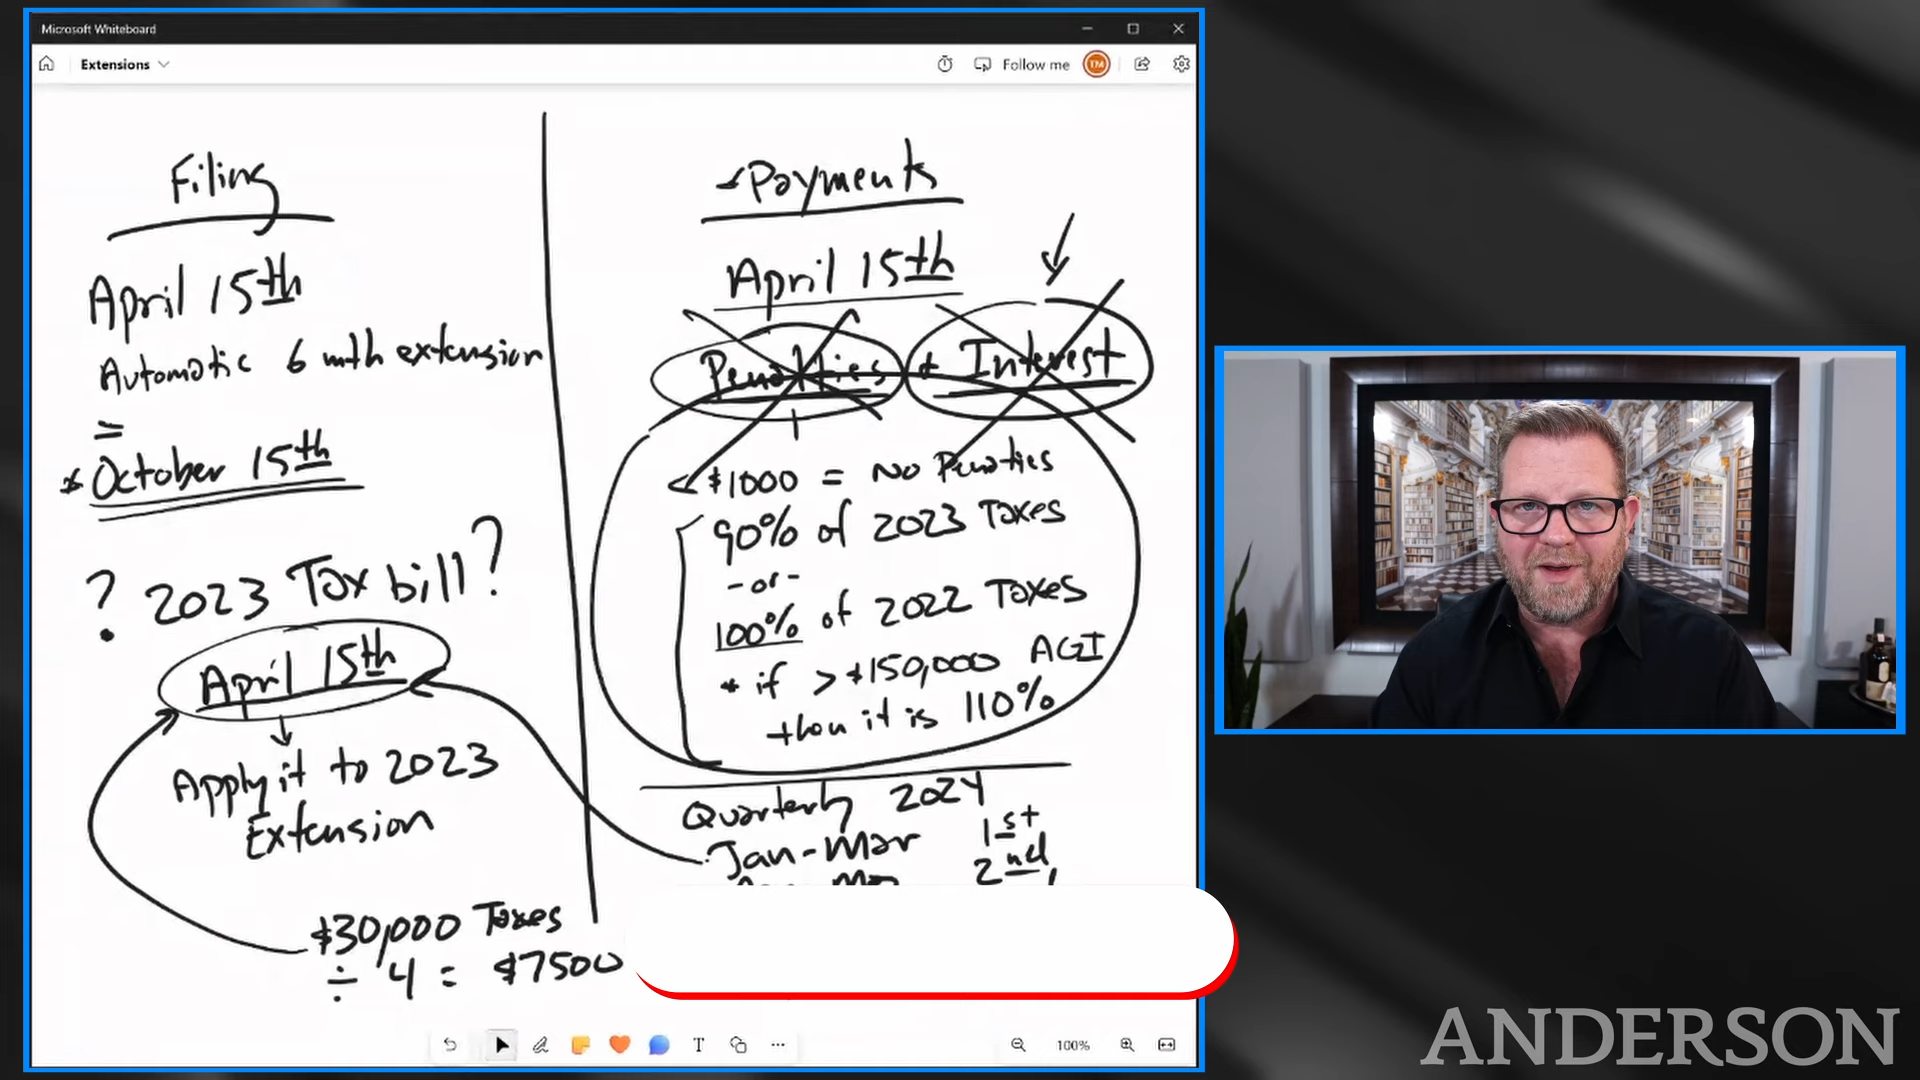 Microsoft Whiteboard
Extensions
Follow me
TM
Filing
April 15th
Automatic 6 mth extension
=
* October 15th
? 2023 Tax bill?
April 15th
Apply it to 2023
Extension
$30,000 Taxes
÷ 4 = $7500
Payments
April 15th
Penalties + Interest
< $1000 = No Penalties
90% of 2023 Taxes
-or-
100% of 2022 Taxes
* if > $150,000 AGI
then it is 110%
Quarterly 2024
Jan-Mar 1st
2nd
T
100%
ANDERSON